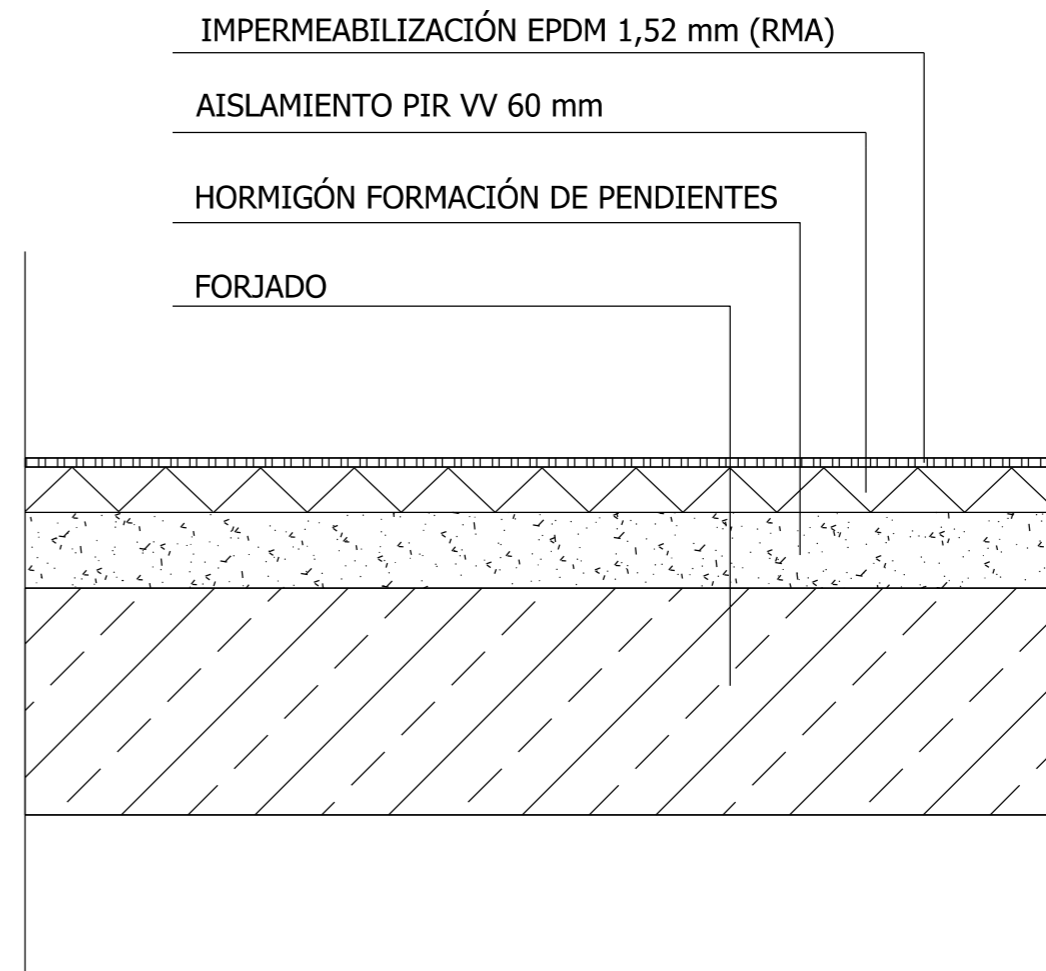 IMPERMEABILIZACIÓN EPDM 1,52 mm (RMA)
AISLAMIENTO PIR VV 60 mm
HORMIGÓN FORMACIÓN DE PENDIENTES
FORJADO